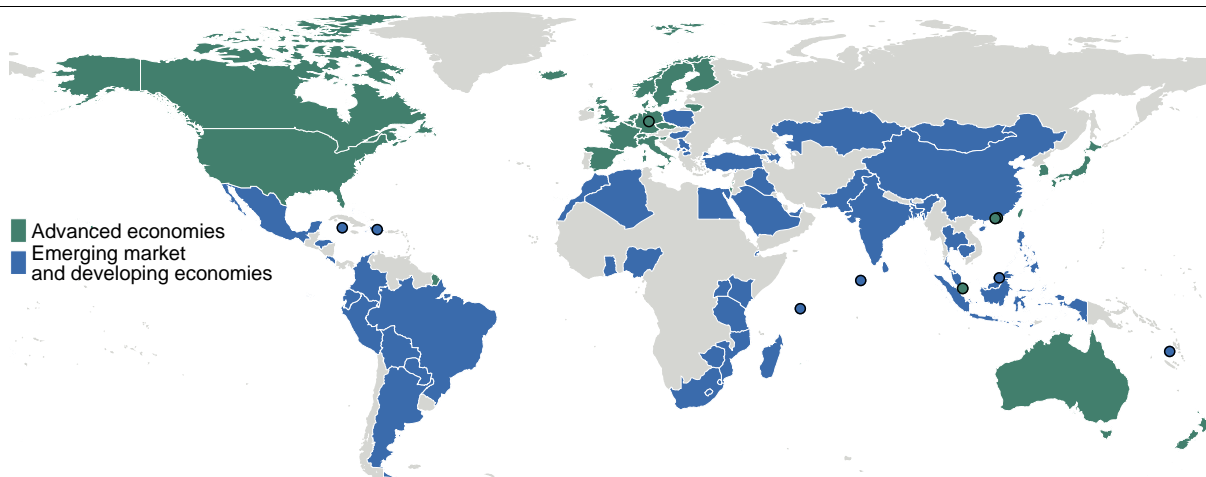 Advanced economies
Emerging market
and developing economies